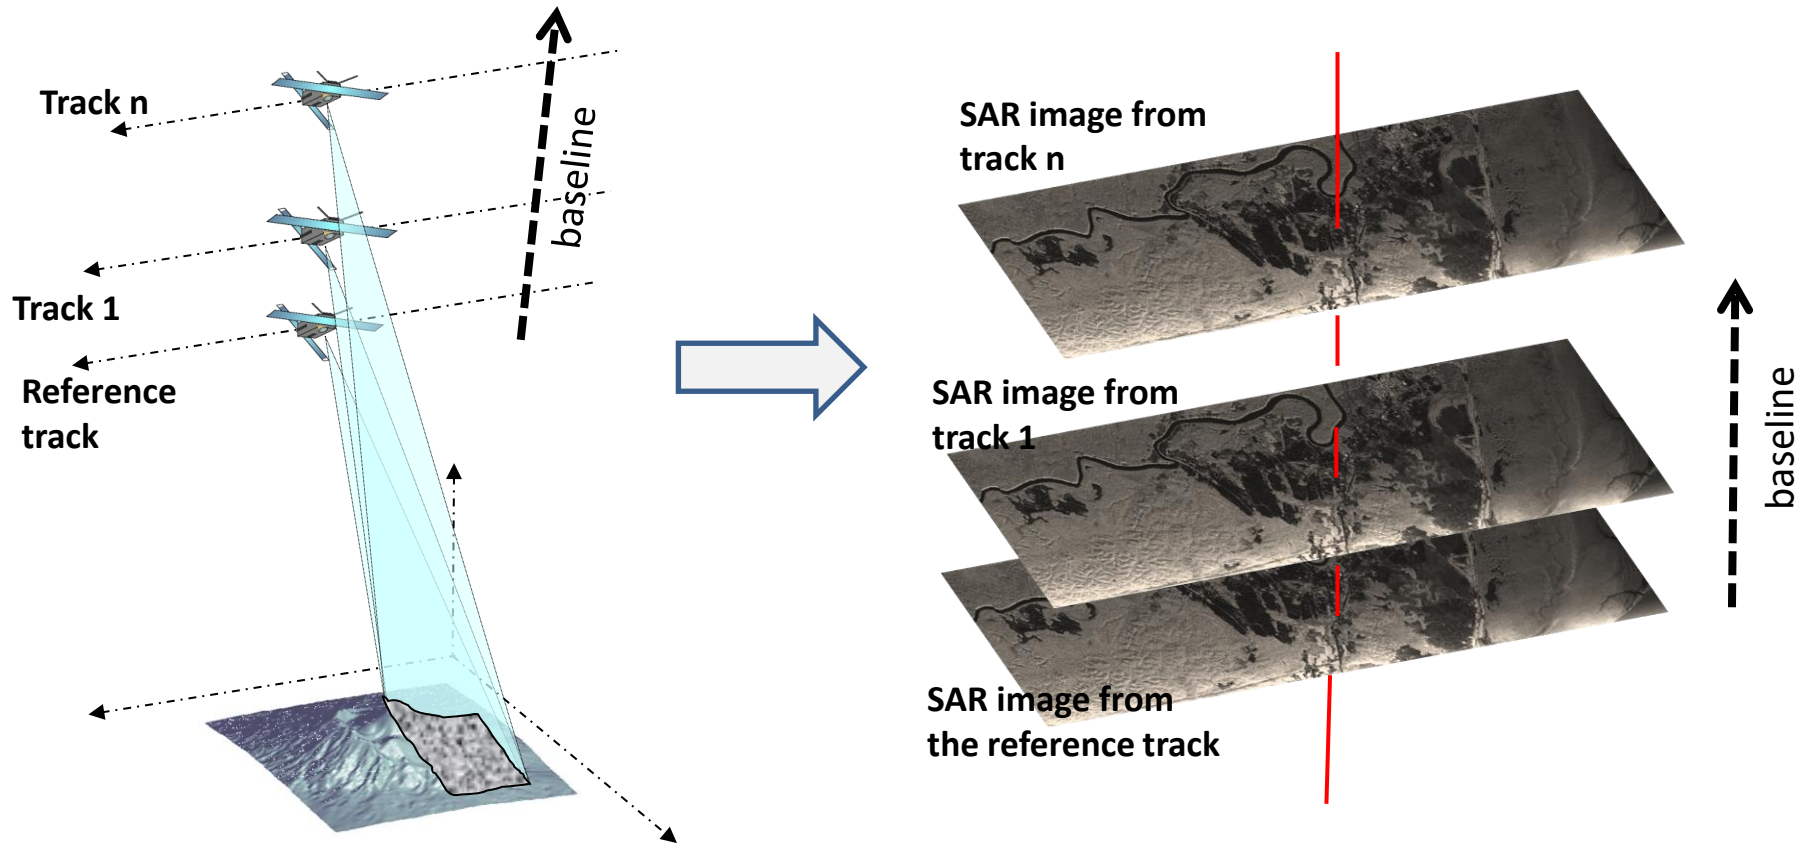 Track n
baseline
Track 1
Reference
track
SAR image from
track n
SAR image from
track 1
baseline
SAR image from
the reference track